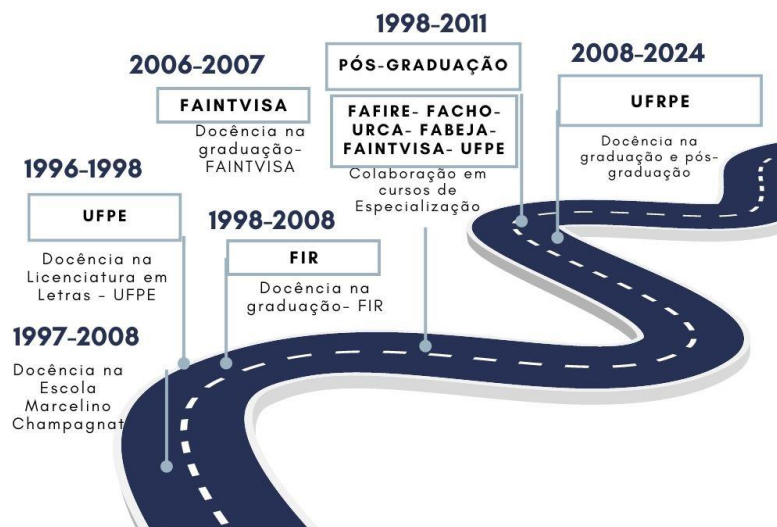 1998-2011
PÓS-GRADUAÇÃO
FAFIRE- FACHO-
URCA- FABEJA-
FAINTVISA- UFPE
Colaboração em
cursos de
Especialização
2008-2024
UFRPE
Docência na
graduação e pós-
graduação
2006-2007
FAINTVISA
Docência na
graduação-
FAINTVISA
1996-1998
UFPE
Docência na
Licenciatura em
Letras - UFPE
1998-2008
FIR
Docência na
graduação- FIR
1997-2008
Docência na
Escola
Marcelino
Champagnat